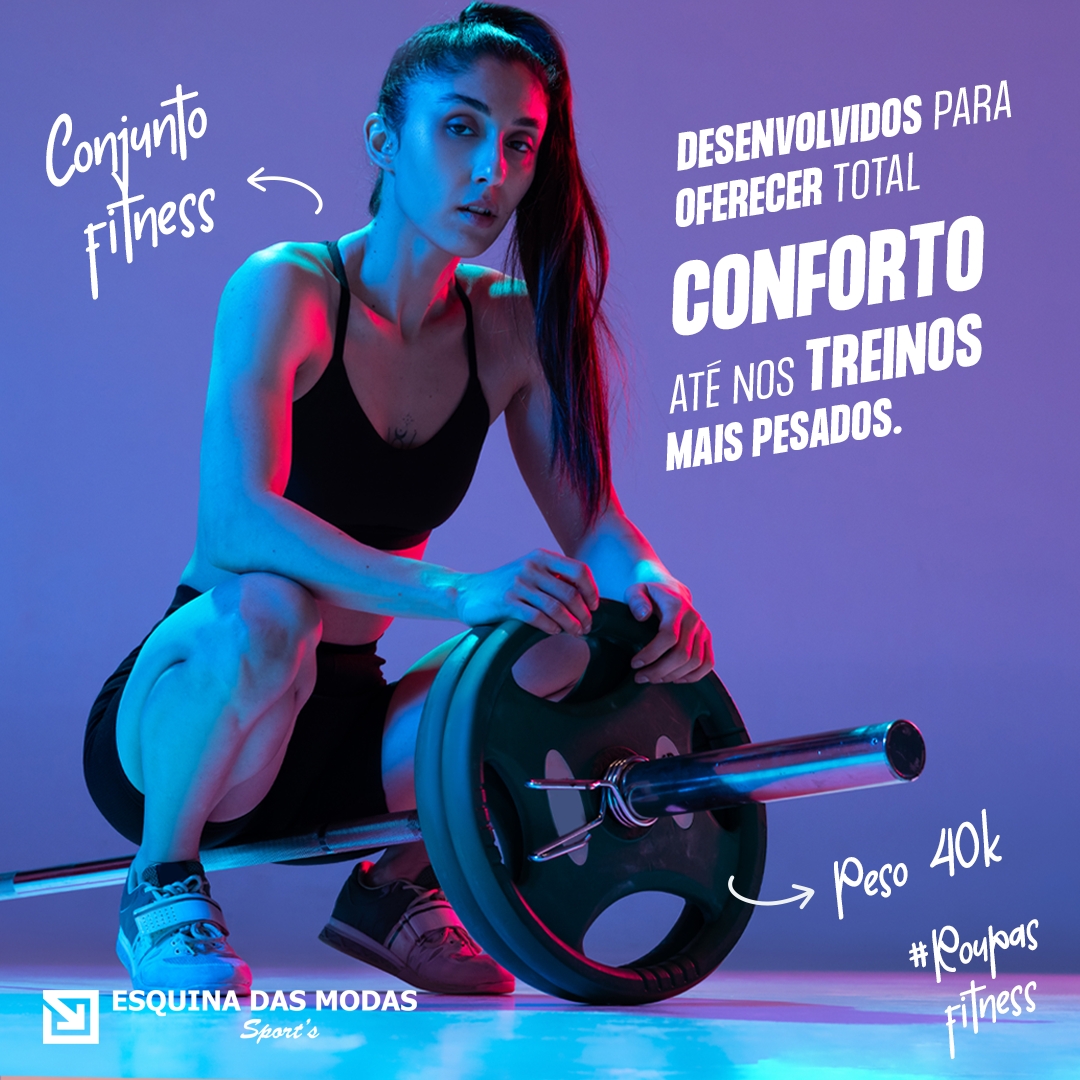 Conjunto
Fitness
DESENVOLVIDOS PARA
OFERECER TOTAL
CONFORTO
ATÉ NOS TREINOS
MAIS PESADOS.
Peso 40k
#Roupas
Fitness
ESQUINA DAS MODAS
Sport's